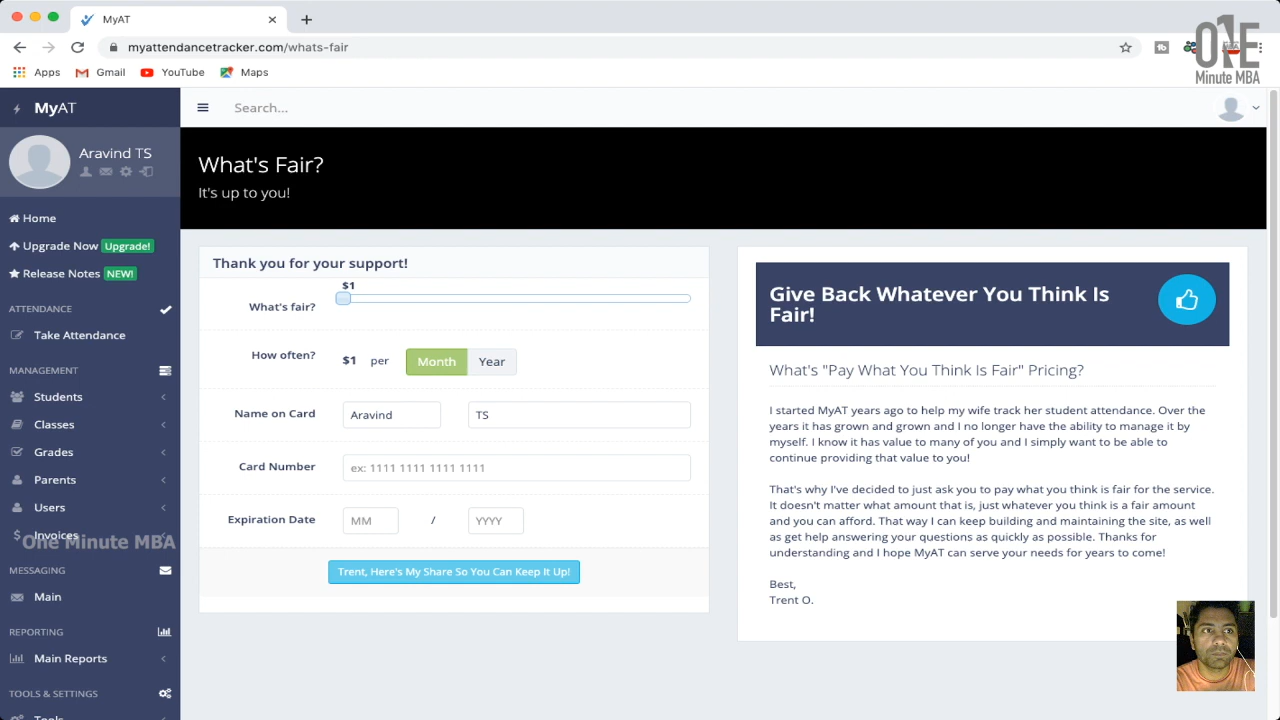 MyAT
myattendancetracker.com/whats-fair
Apps
Gmail
YouTube
Maps
ONE
Minute MBA
MyAT
Search...
Aravind TS
What's Fair?
It's up to you!
Home
Upgrade Now Upgrade!
Release Notes NEW!
ATTENDANCE
Take Attendance
MANAGEMENT
Students
Classes
Grades
Parents
Users
Invoices
One Minute MBA
MESSAGING
Main
REPORTING
Main Reports
TOOLS & SETTINGS
Tools
Thank you for your support!
$1
What's fair?
How often?
$1 per Month Year
Name on Card
Aravind
TS
Card Number
ex: 1111 1111 1111 1111
Expiration Date
MM / YYYY
Trent, Here's My Share So You Can Keep It Up!
Give Back Whatever You Think Is
Fair!
What's "Pay What You Think Is Fair" Pricing?
I started MyAT years ago to help my wife track her student attendance. Over the
years it has grown and grown and I no longer have the ability to manage it by
myself. I know it has value to many of you and I simply want to be able to
continue providing that value to you!
That's why I've decided to just ask you to pay what you think is fair for the service.
It doesn't matter what amount that is, just whatever you think is a fair amount
and you can afford. That way I can keep building and maintaining the site, as well
as get help answering your questions as quickly as possible. Thanks for
understanding and I hope MyAT can serve your needs for years to come!
Best,
Trent O.